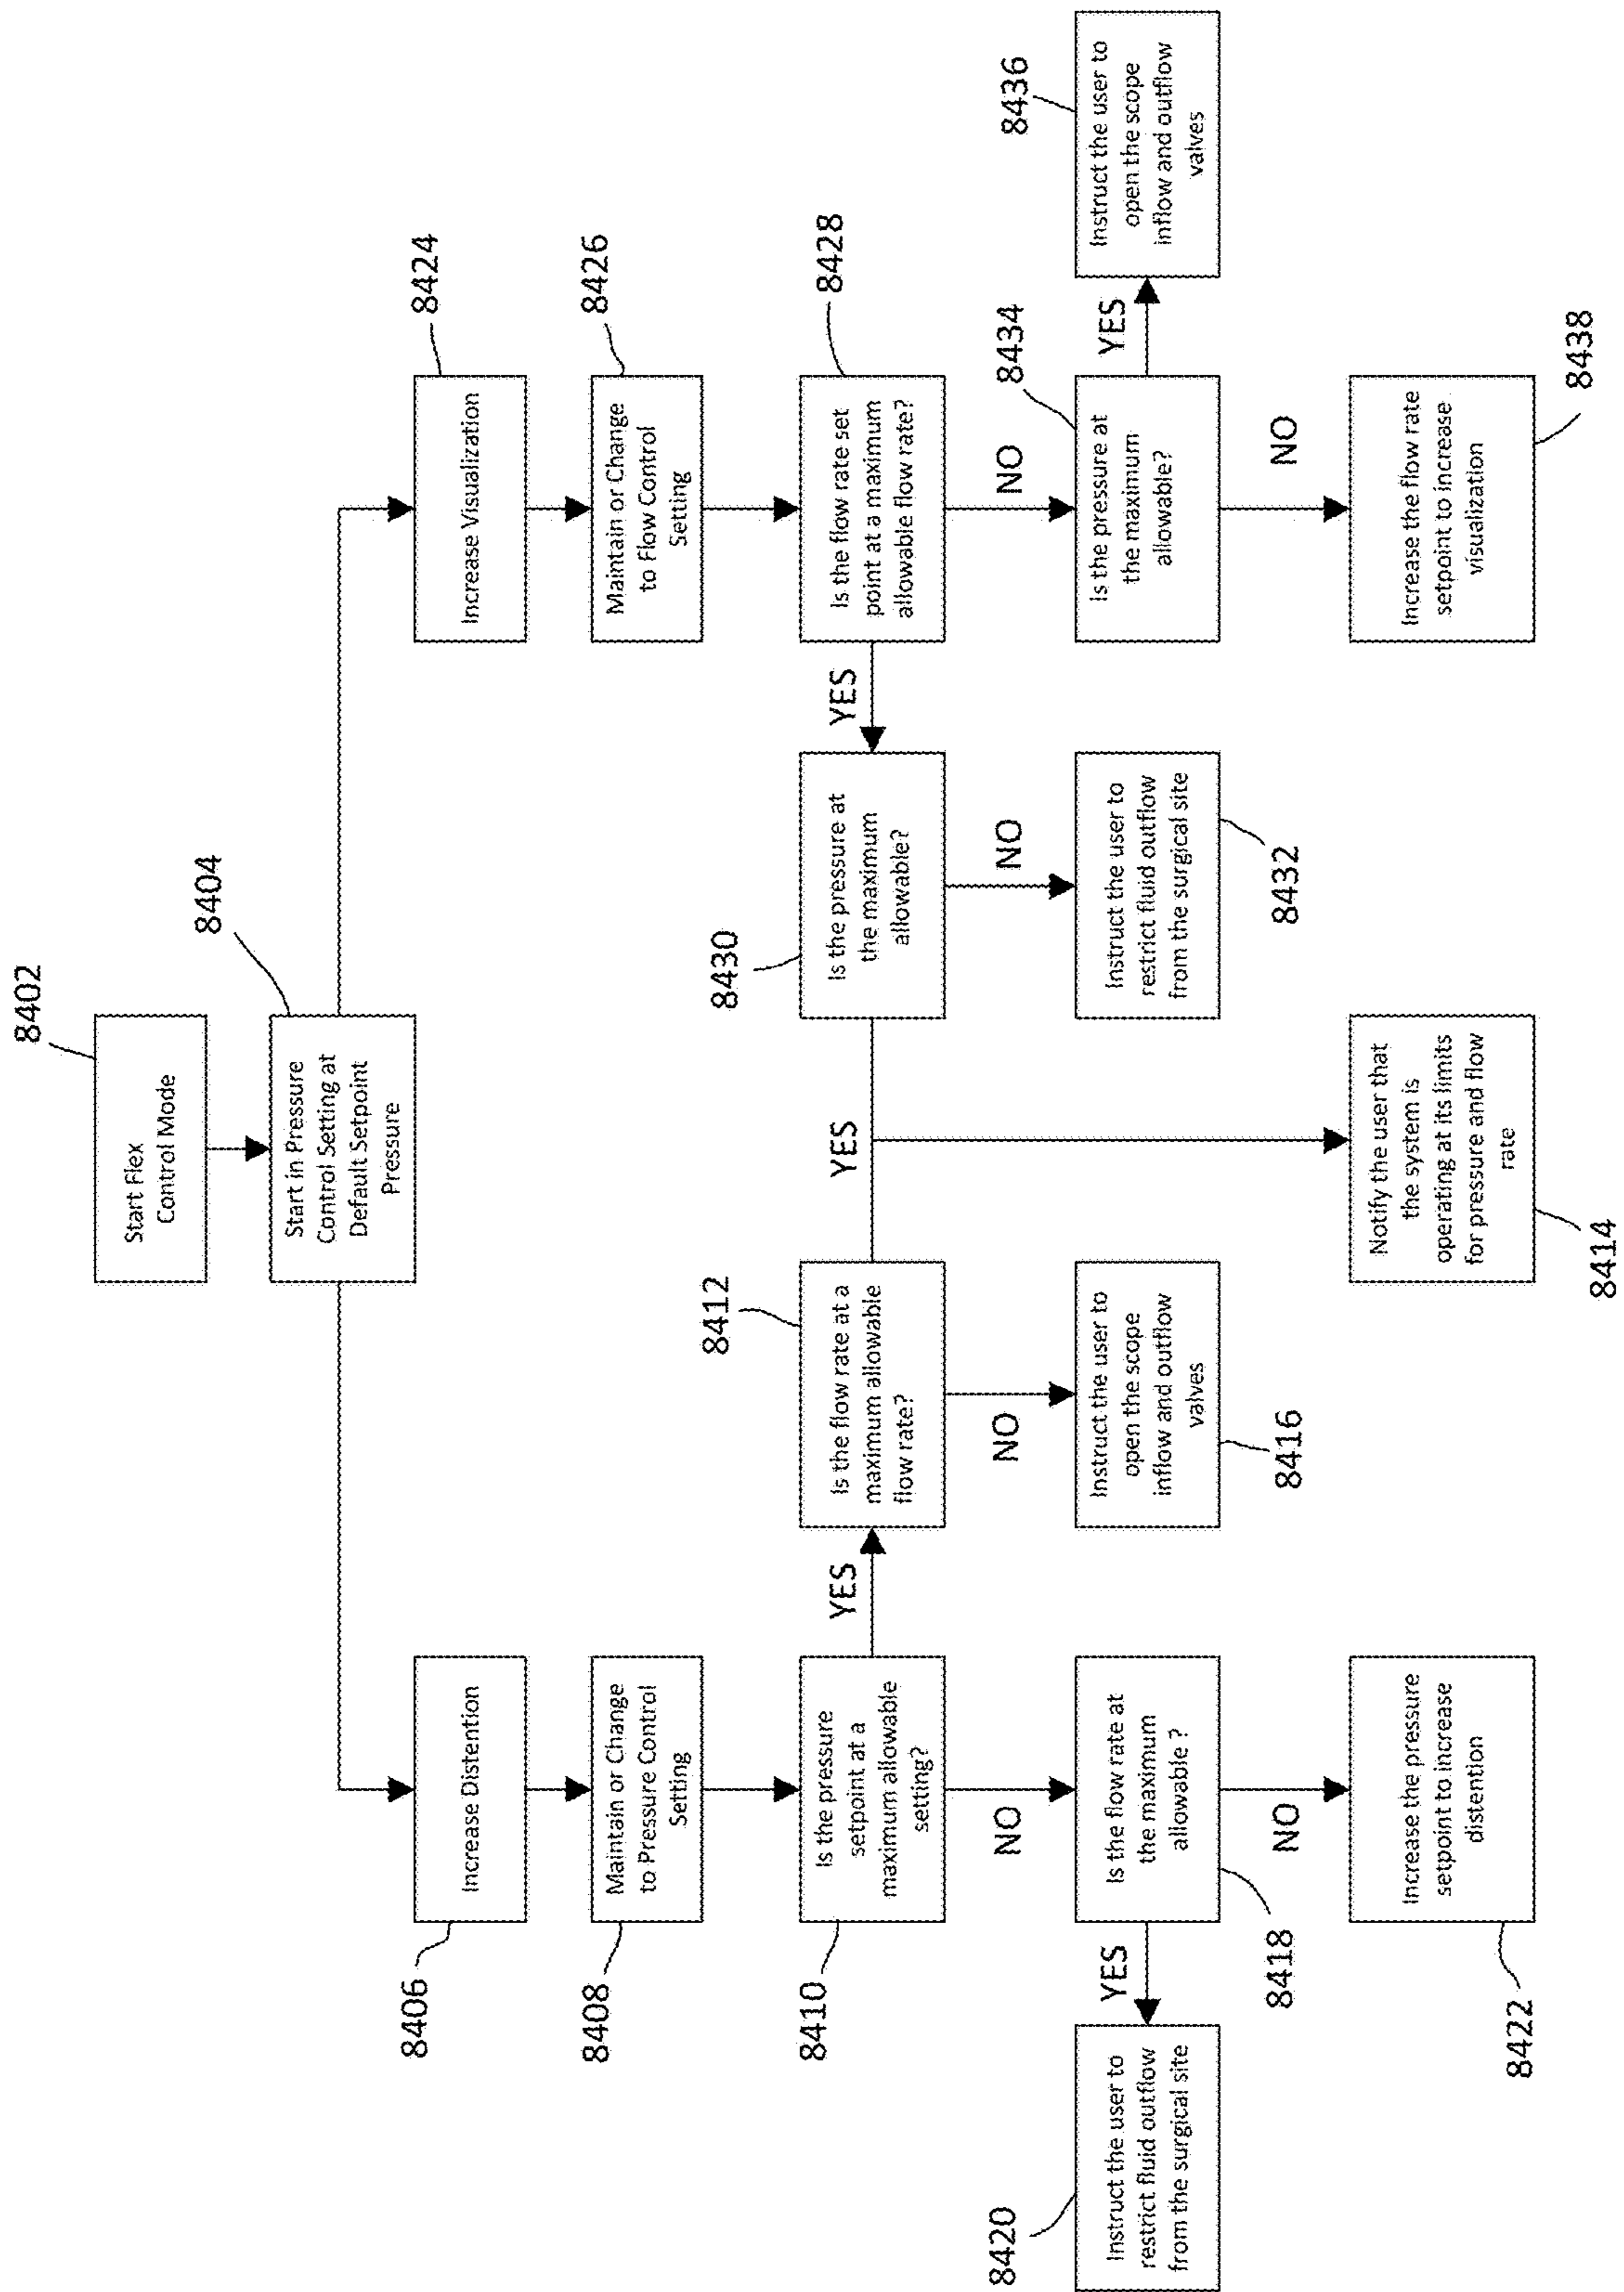 8402
Start Flex
Control Mode
8404
Start in Pressure
Control Setting at
Default Setpoint
Pressure
8406
Increase Distention
8424
Increase Visualization
8408
Maintain or Change
to Pressure Control
Setting
8426
Maintain or Change
to Flow Control
Setting
8410
Is the pressure
setpoint at a
maximum allowable
setting?
YES
8412
Is the flow rate at a
maximum allowable
flow rate?
YES
8430
Is the pressure at
the maximum
allowable?
YES
8428
Is the flow rate set
point at a maximum
allowable flow rate?
NO
NO
NO
NO
8420
Instruct the user to
restrict fluid outflow
from the surgical site
YES
8418
Is the flow rate at
the maximum
allowable ?
8416
Instruct the user to
open the scope
inflow and outflow
valves
8432
Instruct the user to
restrict fluid outflow
from the surgical site
8434
Is the pressure at
the maximum
allowable?
YES
8436
Instruct the user to
open the scope
inflow and outflow
valves
NO
NO
8422
Increase the pressure
setpoint to increase
distention
8414
Notify the user that
the system is
operating at its limits
for pressure and flow
rate
8438
Increase the flow rate
setpoint to increase
visualization